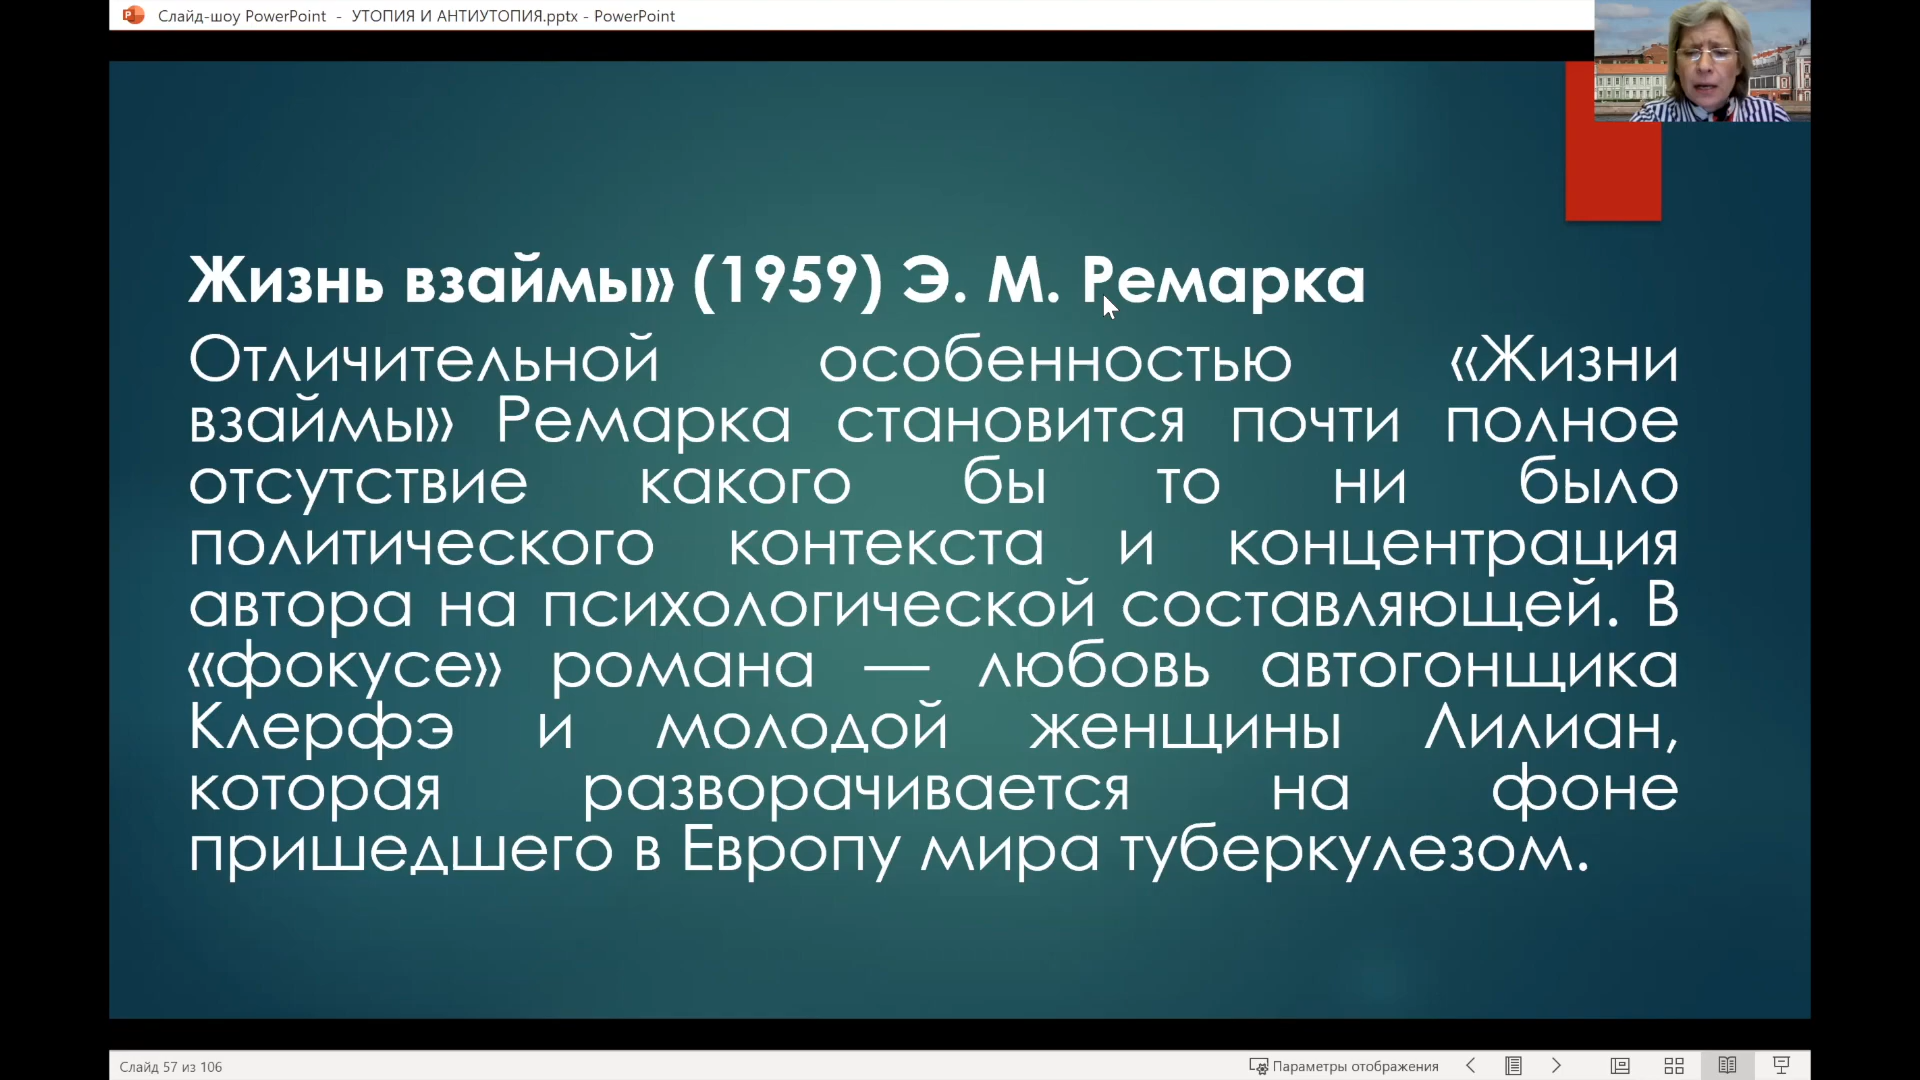 Слайд-шоу PowerPoint - УТОПИЯ И АНТИУТОПИЯ.pptx - PowerPoint
Жизнь взаймы» (1959) Э. М. Ремарка
Отличительной особенностью «Жизни
взаймы» Ремарка становится почти полное
отсутствие какого бы то ни было
политического контекста и концентрация
автора на психологической составляющей. В
«фокусе» романа — любовь автогонщика
Клерфэ и молодой женщины Лилиан,
которая разворачивается на фоне
пришедшего в Европу мира туберкулезом.
Слайд 57 из 106
Параметры отображения